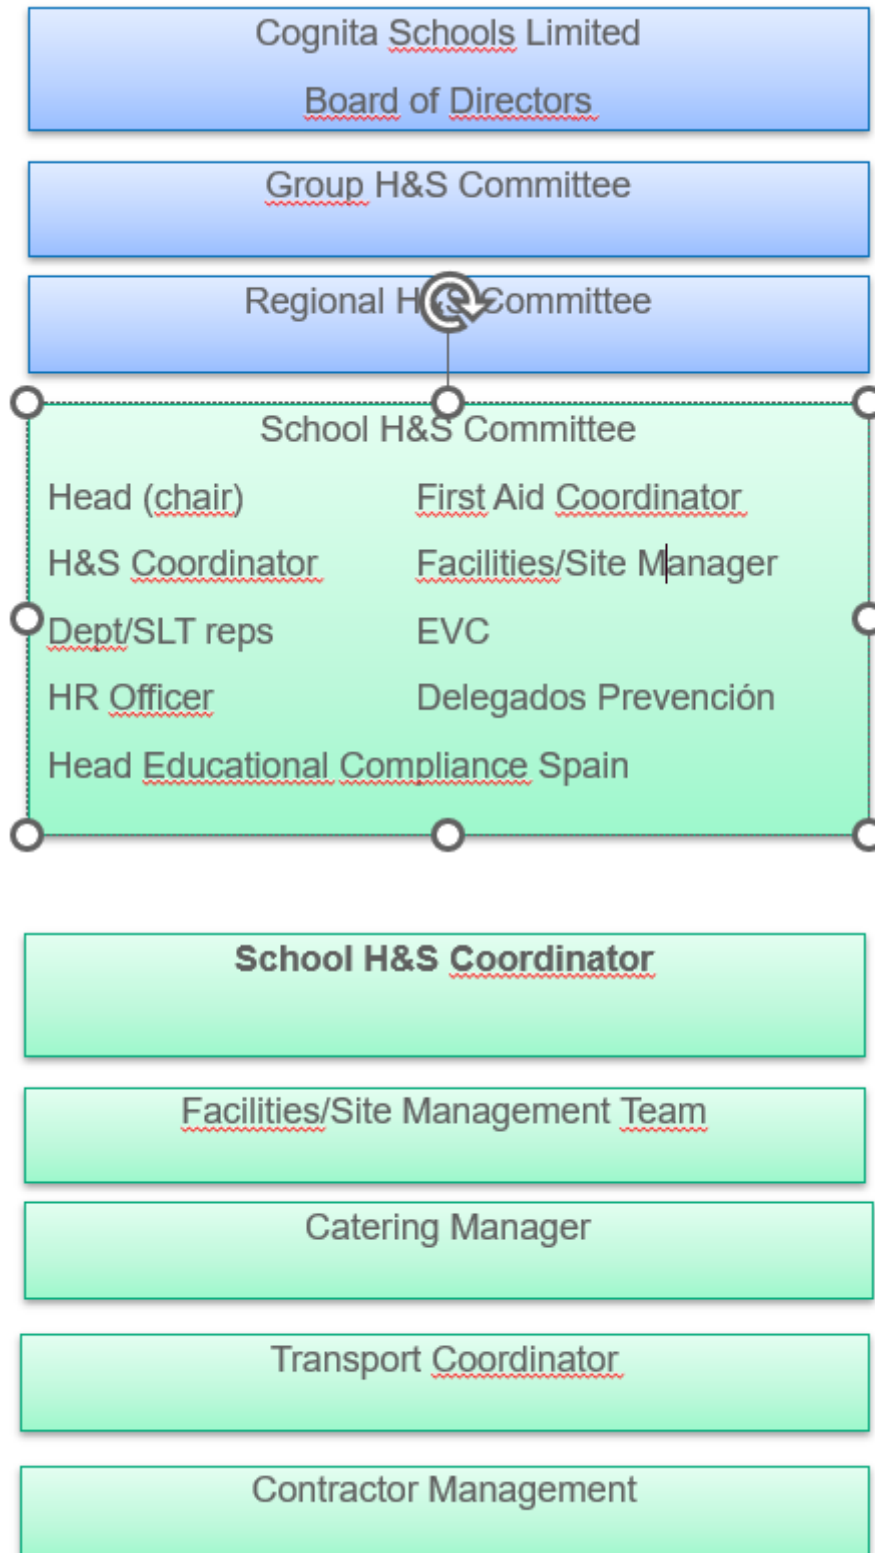 Cognita Schools Limited
Board of Directors
Group H&S Committee
Regional H&S Committee
School H&S Committee
Head (chair) First Aid Coordinator
H&S Coordinator Facilities/Site Manager
Dept/SLT reps EVC
HR Officer Delegados Prevención
Head Educational Compliance Spain
School H&S Coordinator
Facilities/Site Management Team
Catering Manager
Transport Coordinator
Contractor Management